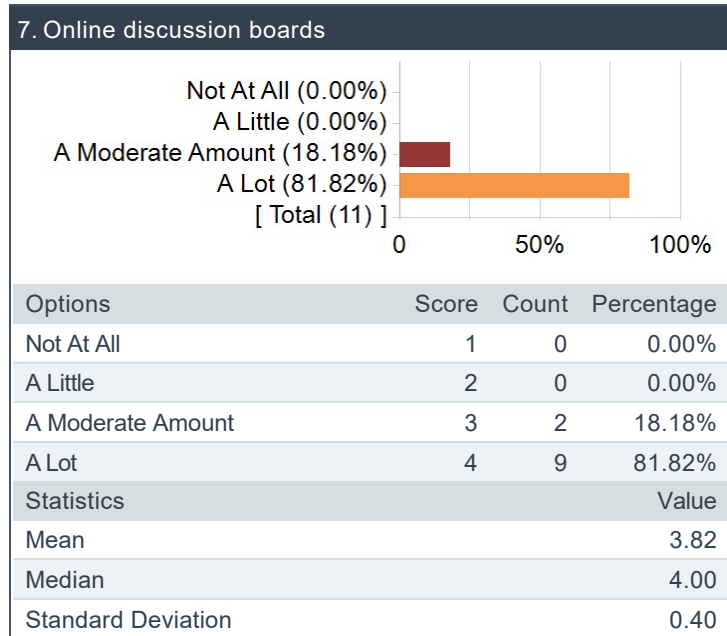 7. Online discussion boards
Not At All (0.00%)
A Little (0.00%)
A Moderate Amount (18.18%)
A Lot (81.82%)
[ Total (11) ]
0 50% 100%
Options Score Count Percentage
Not At All 1 0 0.00%
A Little 2 0 0.00%
A Moderate Amount 3 2 18.18%
A Lot 4 9 81.82%
Statistics Value
Mean 3.82
Median 4.00
Standard Deviation 0.40